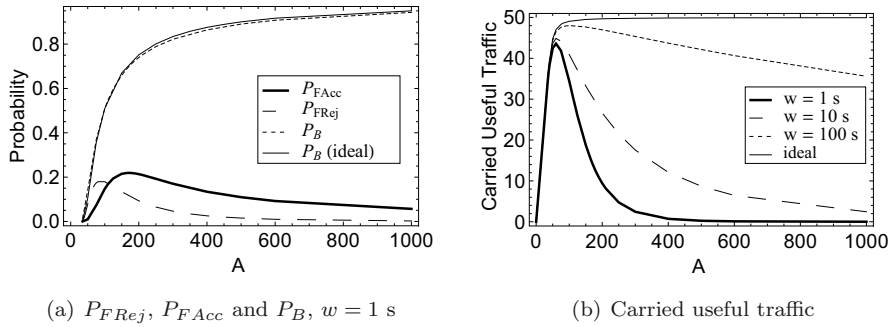 0.8
0.6
0.4
0.2
0.0
Probability
P_FAcc
P_FRej
P_B
P_B (ideal)
0 200 400 600 800 1000
A
(a) P_FRej, P_FAcc and P_B, w = 1 s
50
40
30
20
10
0
Carried Useful Traffic
w = 1 s
w = 10 s
w = 100 s
ideal
0 200 400 600 800 1000
A
(b) Carried useful traffic